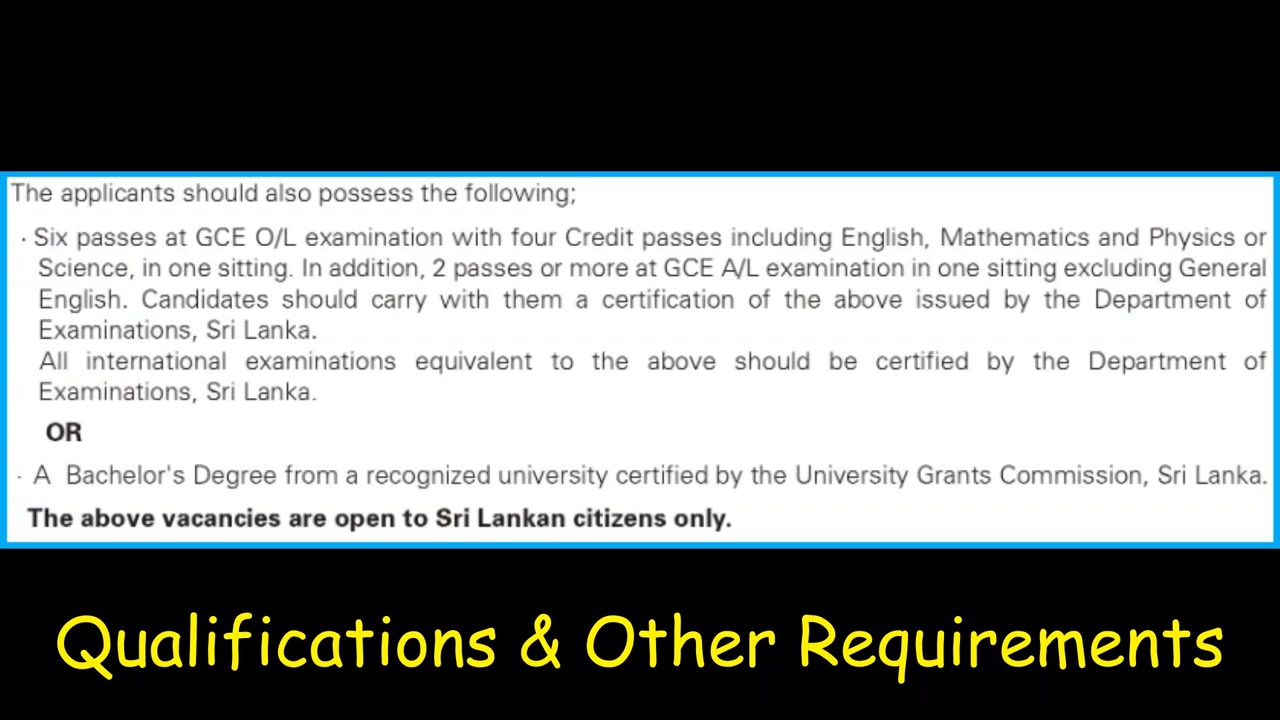 The applicants should also possess the following;
· Six passes at GCE O/L examination with four Credit passes including English, Mathematics and Physics or
Science, in one sitting. In addition, 2 passes or more at GCE A/L examination in one sitting excluding General
English. Candidates should carry with them a certification of the above issued by the Department of
Examinations, Sri Lanka.
All international examinations equivalent to the above should be certified by the Department of
Examinations, Sri Lanka.
OR
· A Bachelor's Degree from a recognized university certified by the University Grants Commission, Sri Lanka.
The above vacancies are open to Sri Lankan citizens only.
Qualifications & Other Requirements